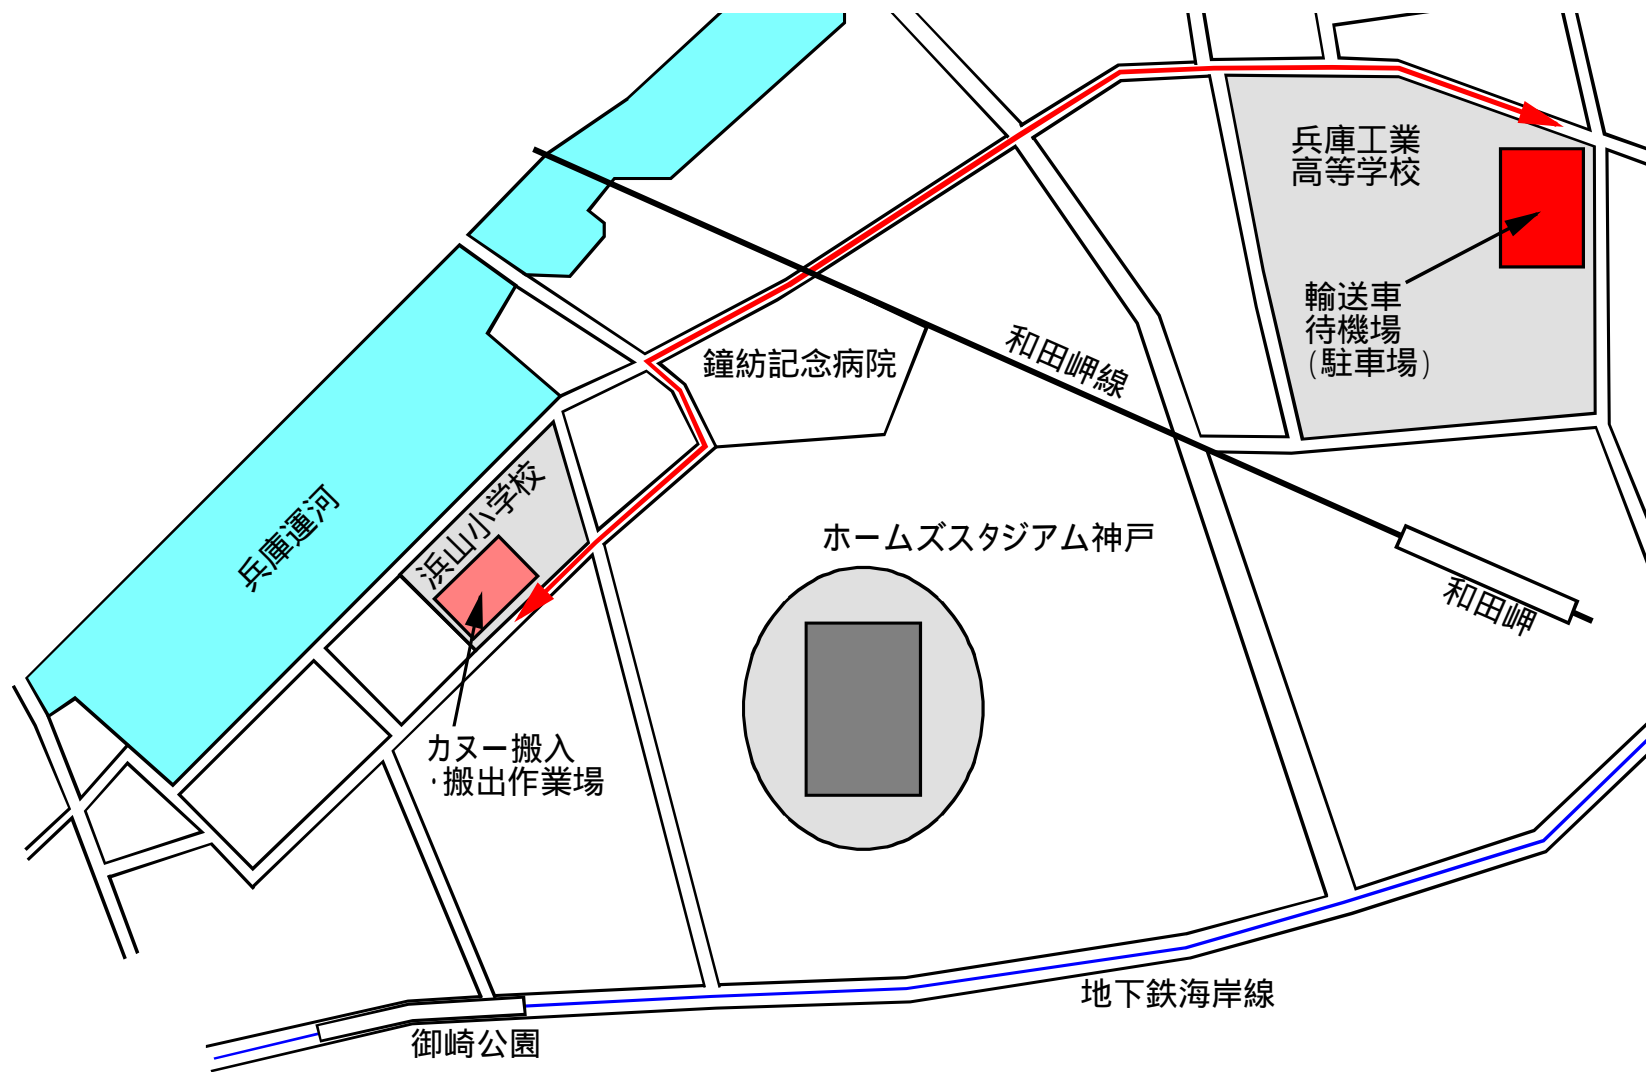 兵庫工業
高等学校
輸送車
待機場
(駐車場)
和田岬線
鐘紡記念病院
浜山小学校
兵庫運河
ホームズスタジアム神戸
和田岬
カヌー搬入
・搬出作業場
地下鉄海岸線
御崎公園